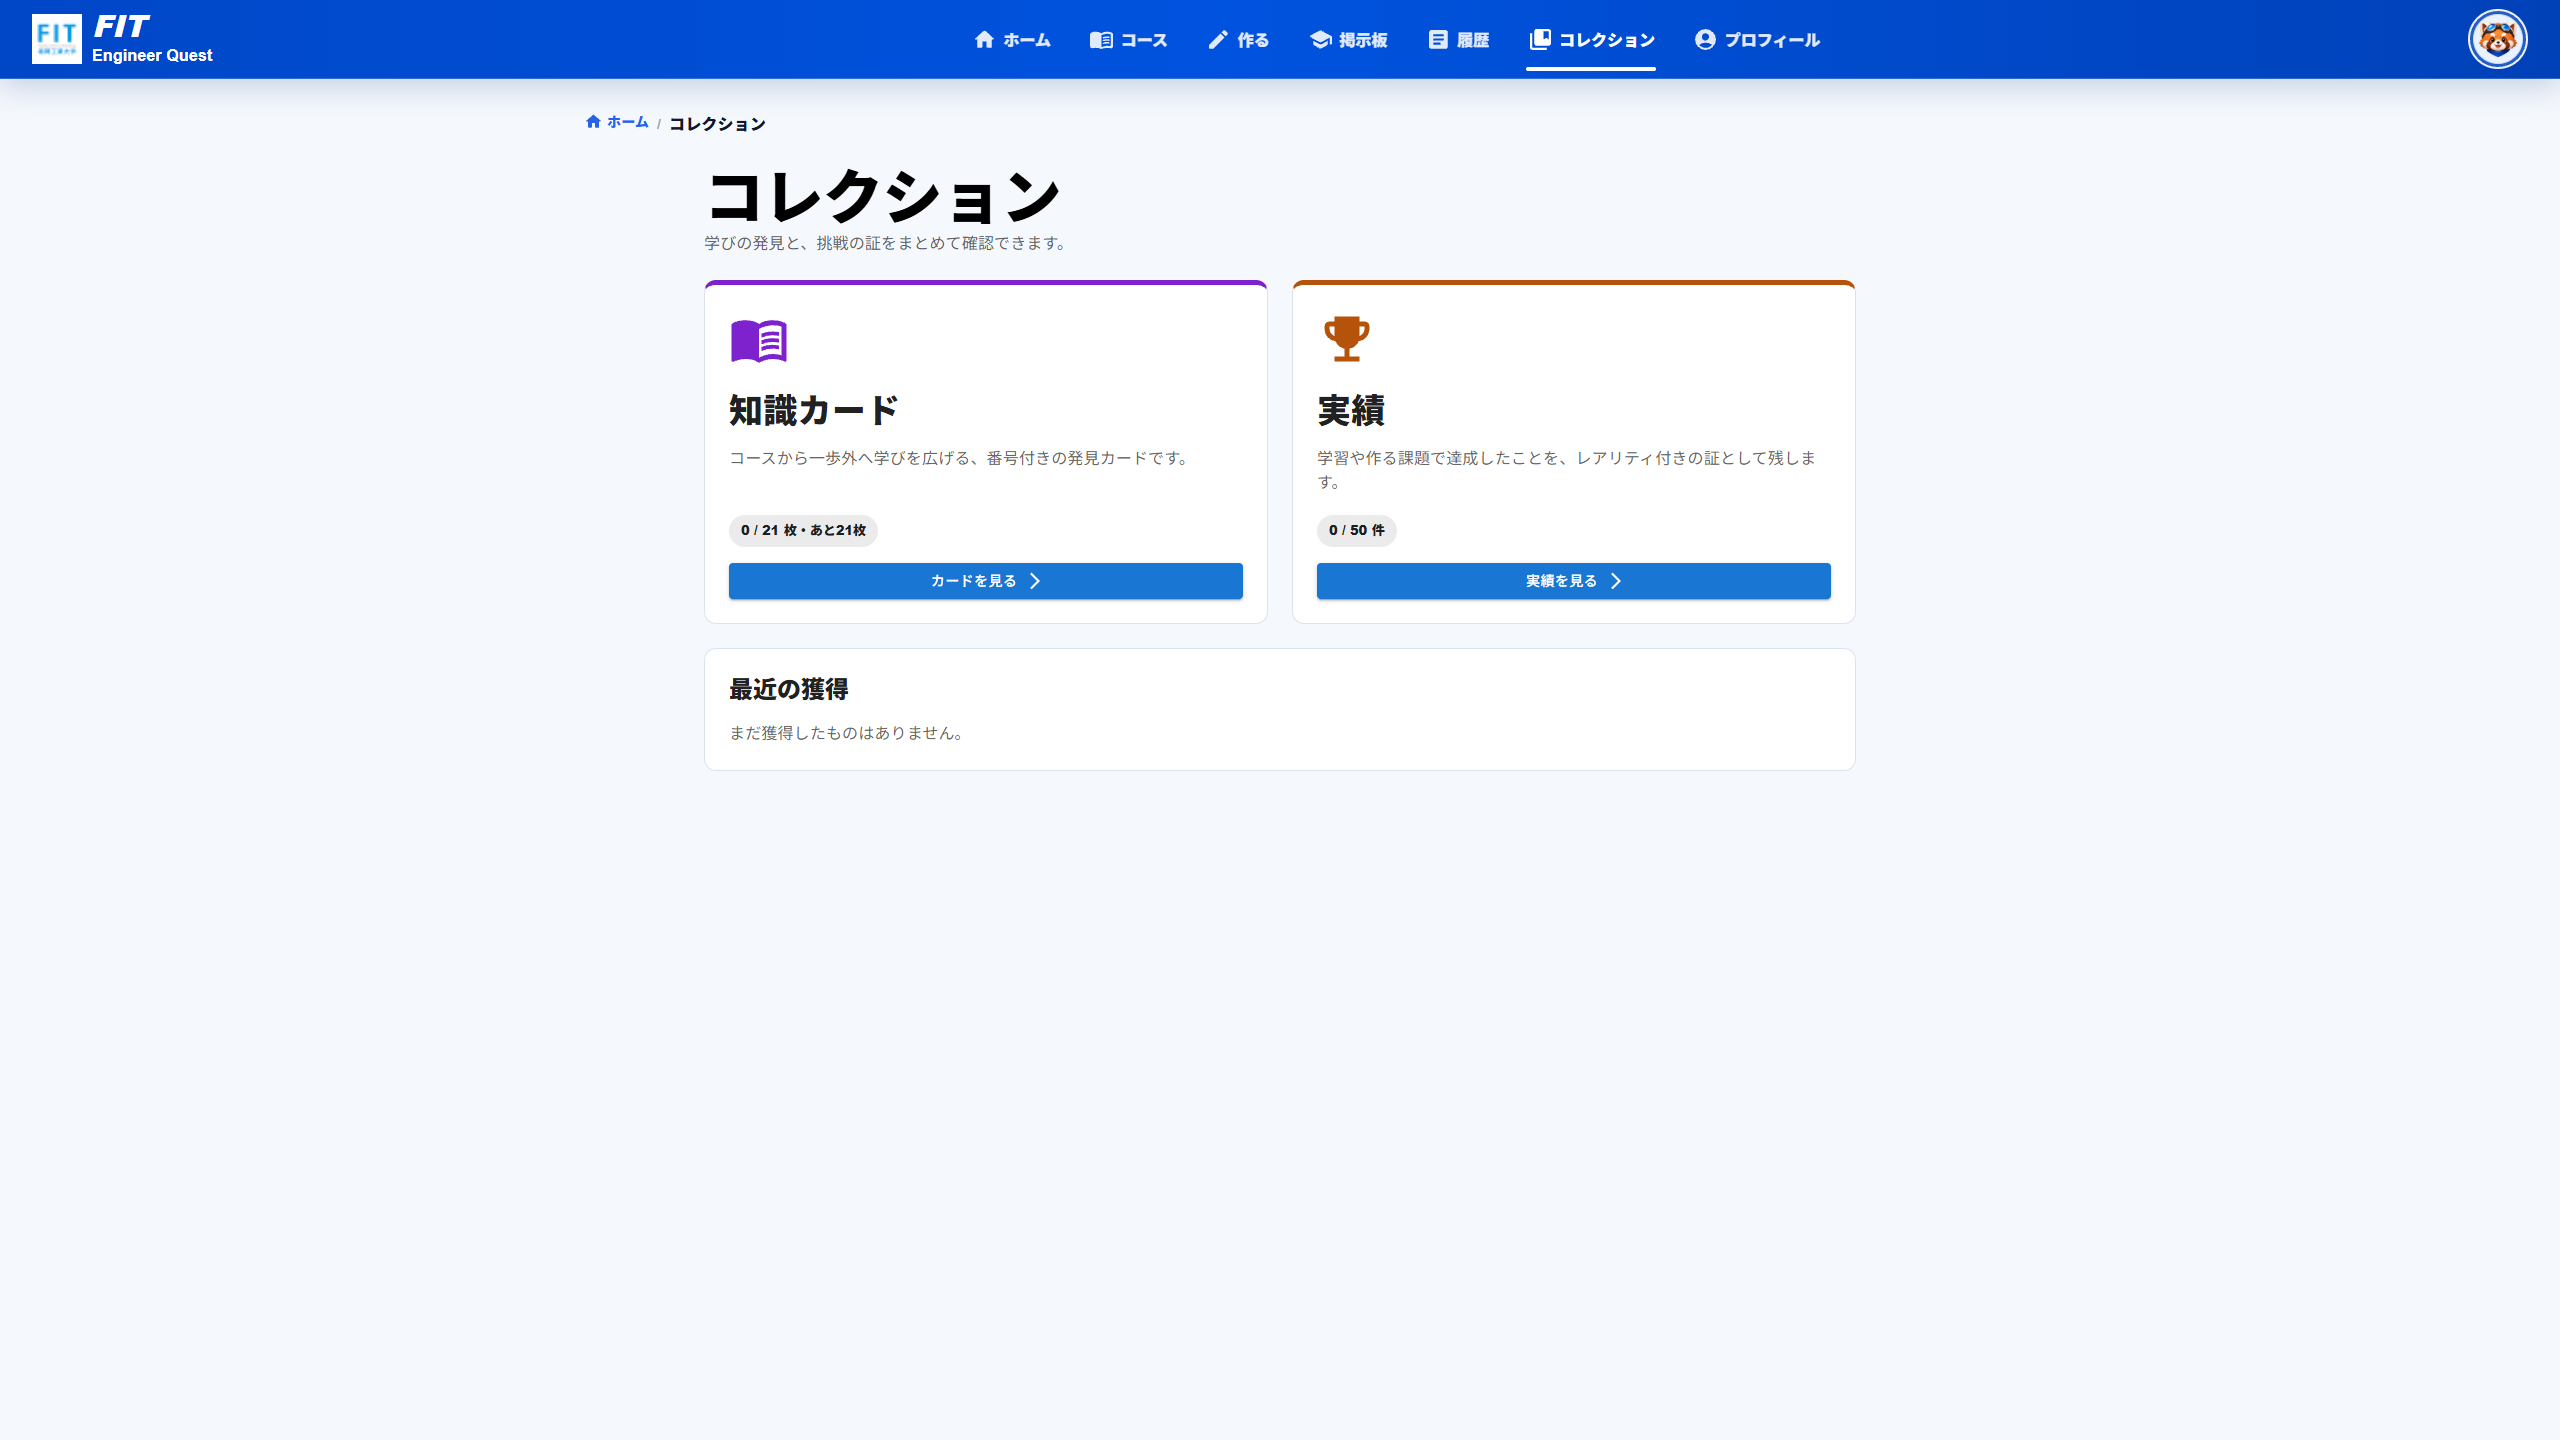 FIT
FIT
Engineer Quest
ホーム
コース
作る
掲示板
履歴
コレクション
プロフィール
ホーム / コレクション
コレクション
学びの発見と、挑戦の証をまとめて確認できます。
知識カード
コースから一歩外へ学びを広げる、番号付きの発見カードです。
0 / 21 枚・あと21枚
カードを見る
実績
学習や作る課題で達成したことを、レアリティ付きの証として残しま
す。
0 / 50 件
実績を見る
最近の獲得
まだ獲得したものはありません。